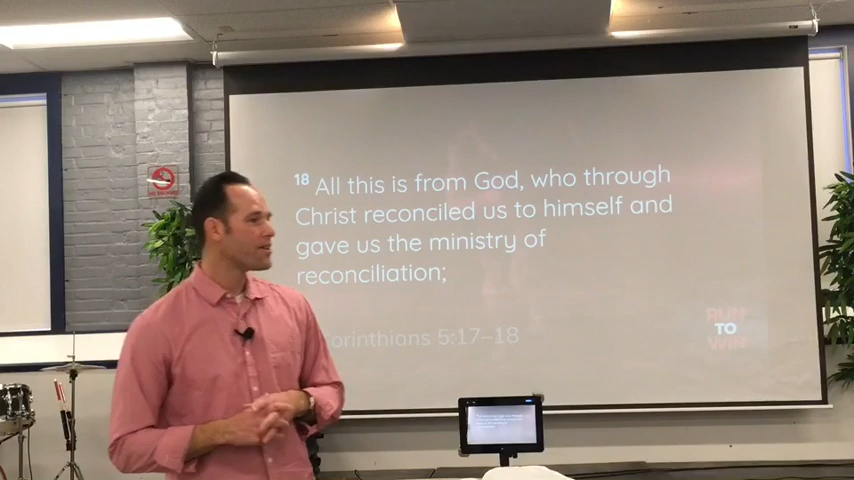 18 All this is from God, who through
Christ reconciled us to himself and
gave us the ministry of
reconciliation;
orinthians 5:17–18
RUN
TO
WIN